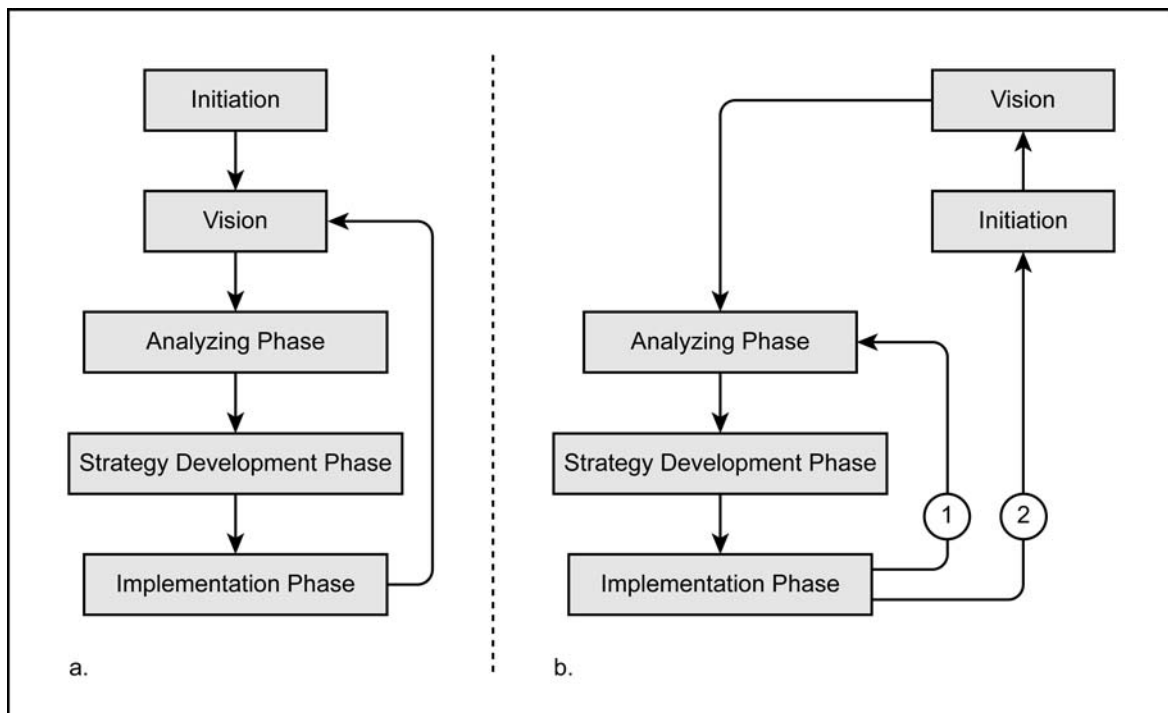 Initiation
Vision
Analyzing Phase
Strategy Development Phase
Implementation Phase
a.
Vision
Initiation
Analyzing Phase
Strategy Development Phase
1
2
Implementation Phase
b.